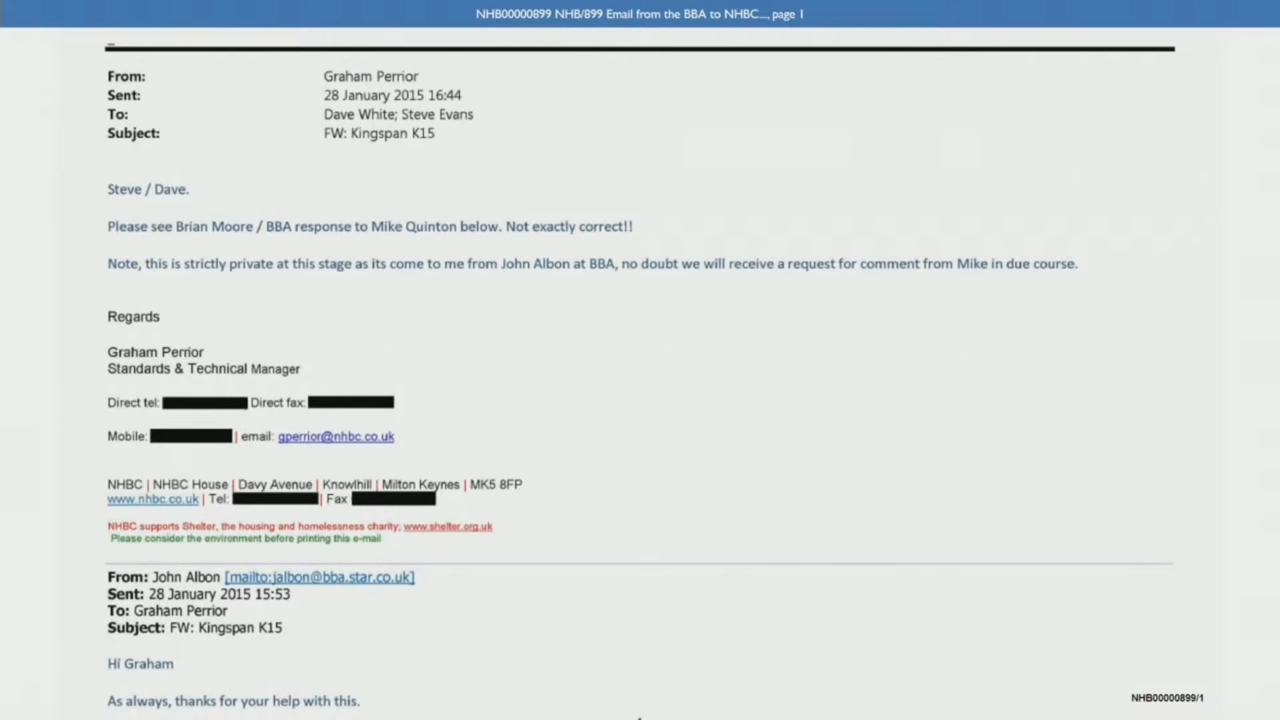 NHB00000899 NHB/899 Email from the BBA to NHBC..., page 1
From: Graham Perrior
Sent: 28 January 2015 16:44
To: Dave White; Steve Evans
Subject: FW: Kingspan K15
Steve / Dave.
Please see Brian Moore / BBA response to Mike Quinton below. Not exactly correct!!
Note, this is strictly private at this stage as its come to me from John Albon at BBA, no doubt we will receive a request for comment from Mike in due course.
Regards
Graham Perrior
Standards & Technical Manager
Direct tel: Direct fax:
Mobile: | email: gperrior@nhbc.co.uk
NHBC | NHBC House | Davy Avenue | Knowlhill | Milton Keynes | MK5 8FP
www.nhbc.co.uk | Tel: | Fax
NHBC supports Shelter, the housing and homelessness charity; www.shelter.org.uk
Please consider the environment before printing this e-mail
From: John Albon [mailto:jalbon@bba.star.co.uk]
Sent: 28 January 2015 15:53
To: Graham Perrior
Subject: FW: Kingspan K15
Hi Graham
As always, thanks for your help with this.
NHB00000899/1